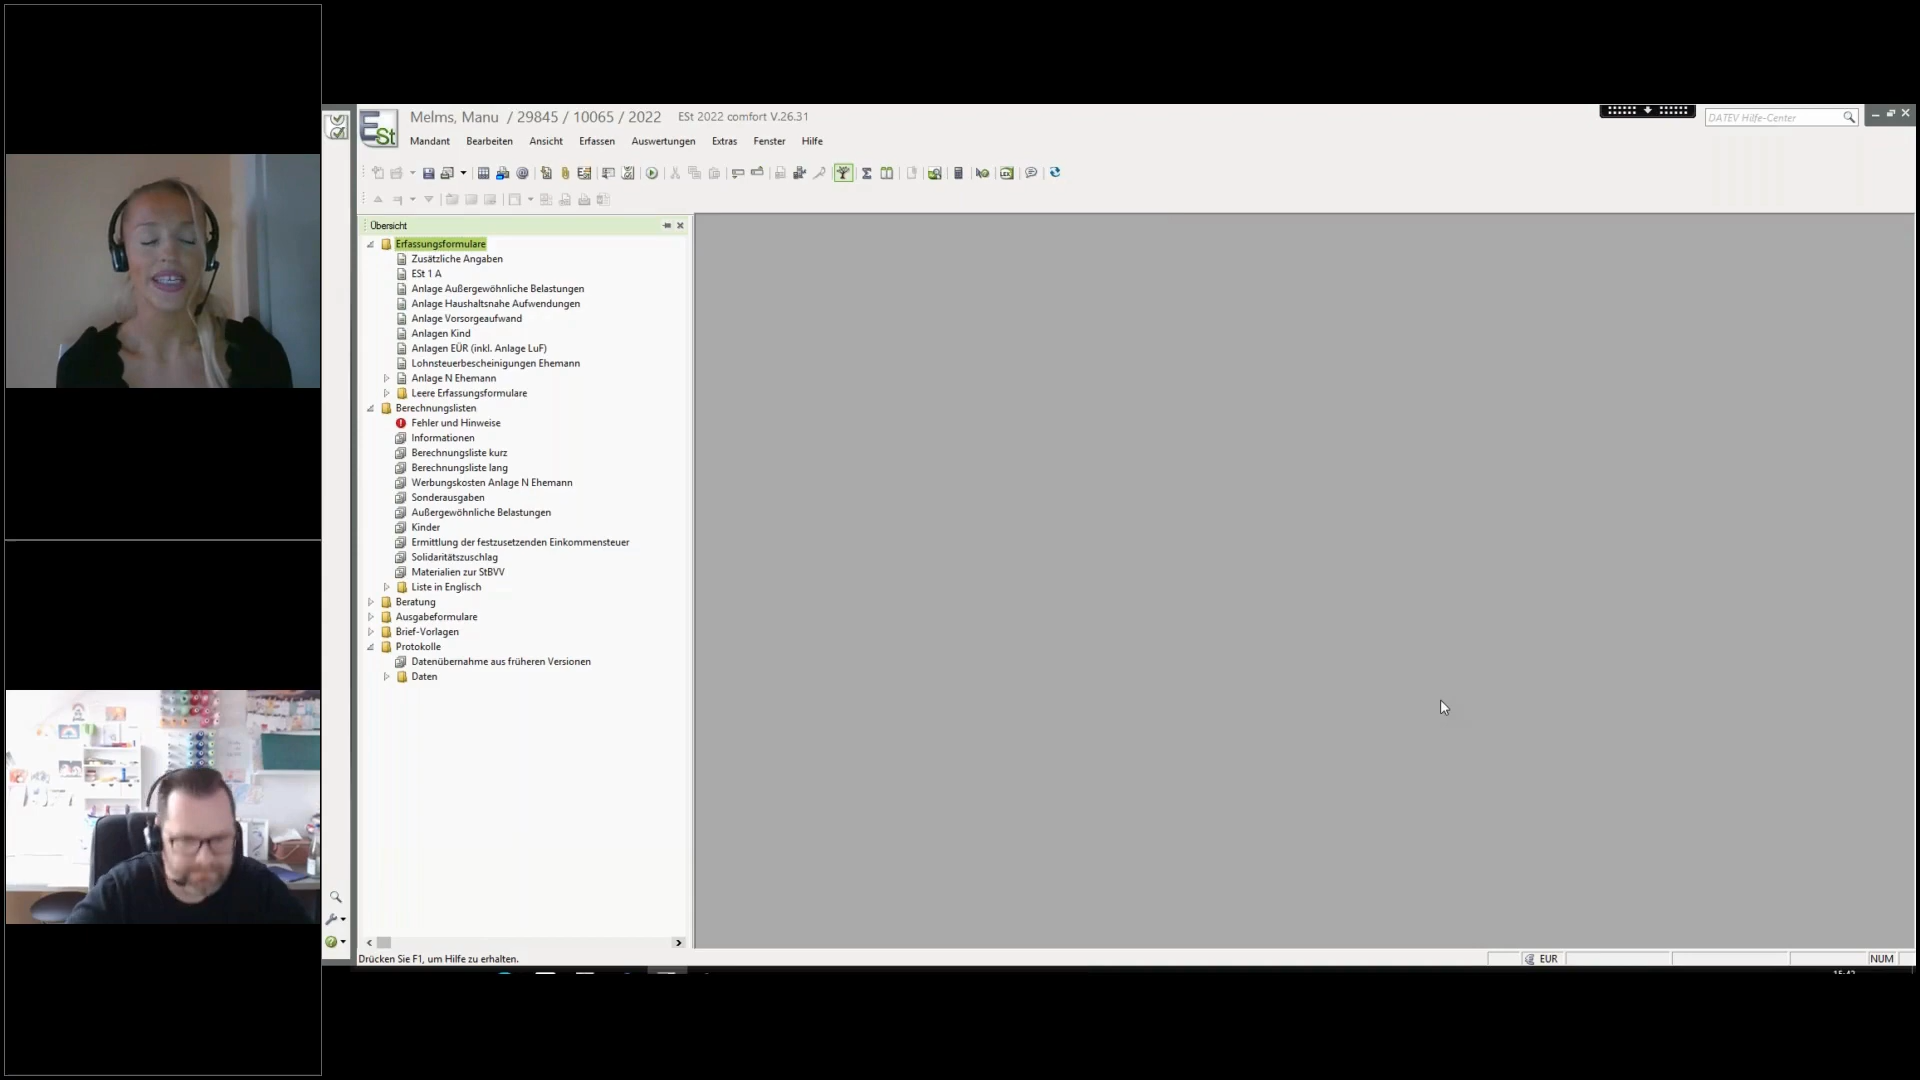 Melms, Manu / 29845 / 10065 / 2022 ESt 2022 comfort V.26.31
DATEV Hilfe-Center
ESt
Mandant Bearbeiten Ansicht Erfassen Auswertungen Extras Fenster Hilfe
Übersicht
Erfassungsformulare
Zusätzliche Angaben
ESt 1 A
Anlage Außergewöhnliche Belastungen
Anlage Haushaltsnahe Aufwendungen
Anlage Vorsorgeaufwand
Anlagen Kind
Anlagen EÜR (inkl. Anlage LuF)
Lohnsteuerbescheinigungen Ehemann
Anlage N Ehemann
Leere Erfassungsformulare
Berechnungslisten
Fehler und Hinweise
Informationen
Berechnungsliste kurz
Berechnungsliste lang
Werbungskosten Anlage N Ehemann
Sonderausgaben
Außergewöhnliche Belastungen
Kinder
Ermittlung der festzusetzenden Einkommensteuer
Solidaritätszuschlag
Materialien zur StBVV
Liste in Englisch
Beratung
Ausgabeformulare
Brief-Vorlagen
Protokolle
Datenübernahme aus früheren Versionen
Daten
Drücken Sie F1, um Hilfe zu erhalten.
EUR
NUM